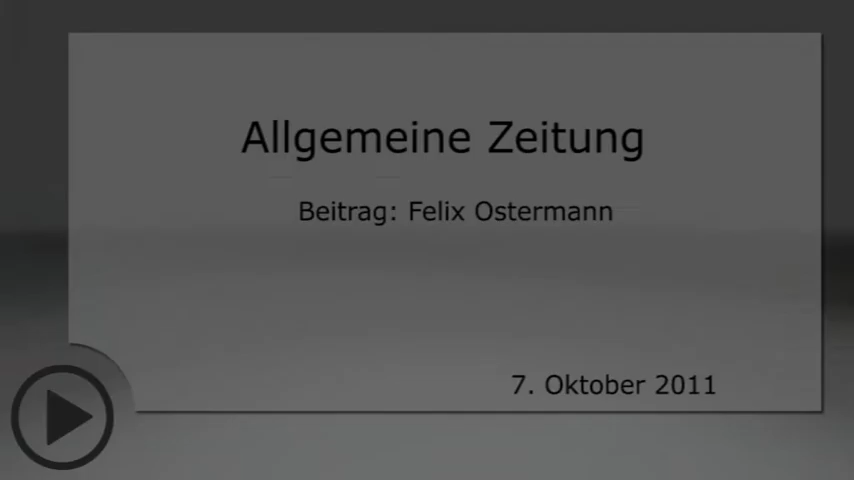 Allgemeine Zeitung
Beitrag: Felix Ostermann
7. Oktober 2011